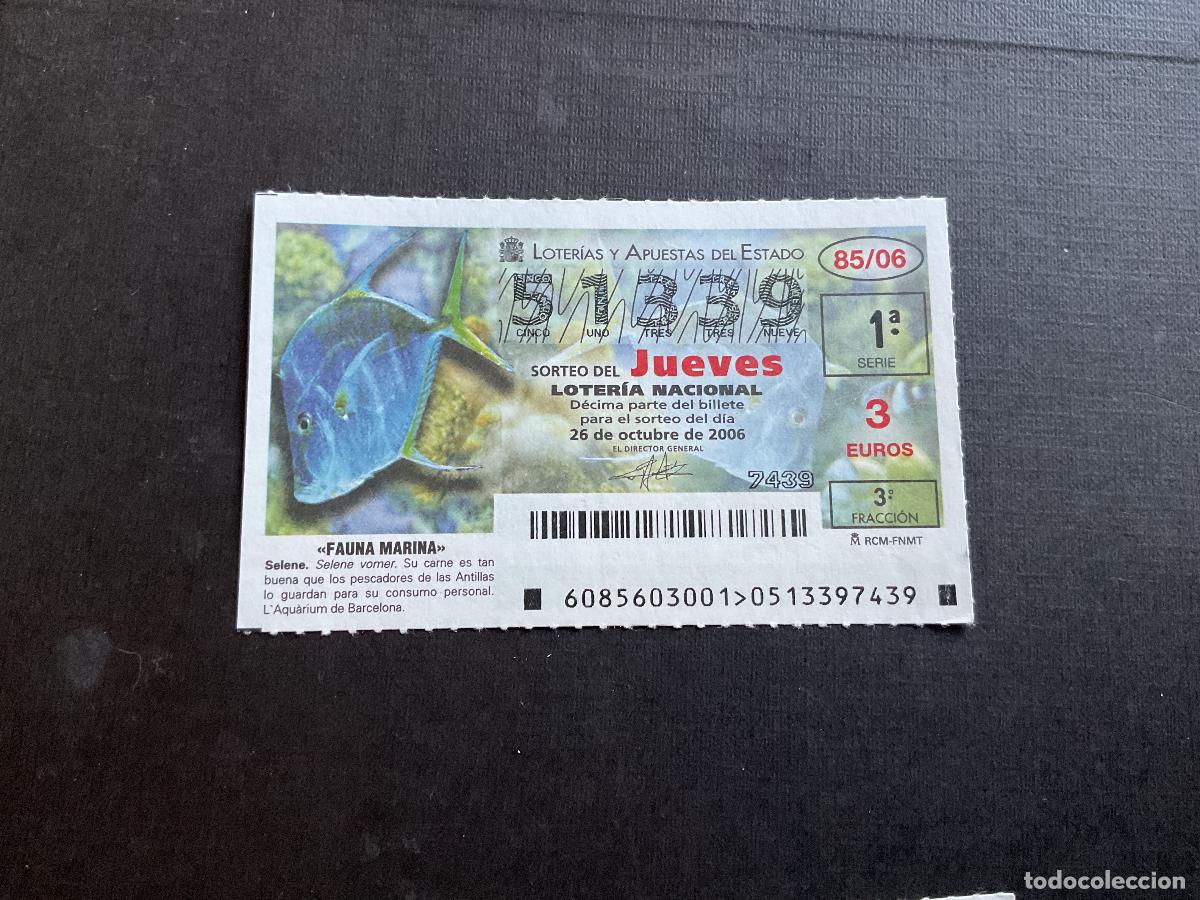 LOTERÍAS Y APUESTAS DEL ESTADO
85/06
51339
CINCO UNO TRES TRES NUEVE
1ª
SERIE
SORTEO DEL Jueves
LOTERÍA NACIONAL
Décima parte del billete
para el sorteo del día
26 de octubre de 2006
EL DIRECTOR GENERAL
3
EUROS
7439
3ª
FRACCIÓN
RCM-FNMT
«FAUNA MARINA»
Selene. Selene vomer. Su carne es tan
buena que los pescadores de las Antillas
lo guardan para su consumo personal.
L`Aquàrium de Barcelona.
6085603001>0513397439
todocoleccion